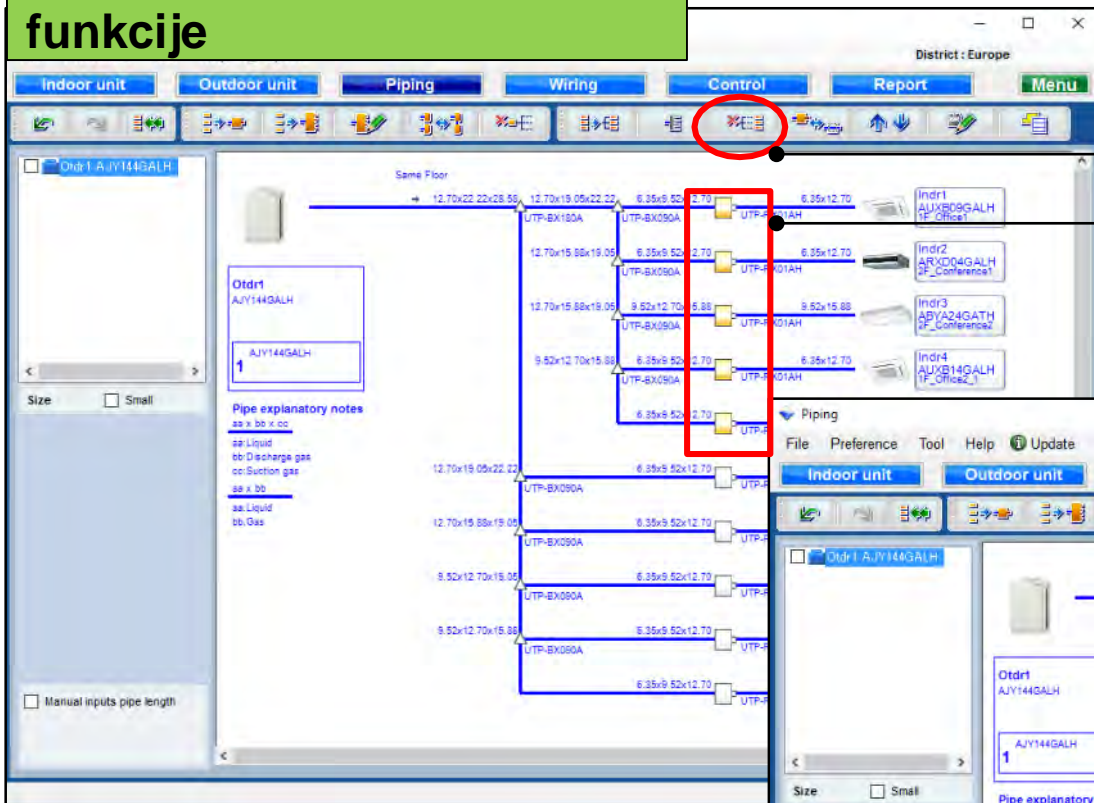 funkcije
District : Europe
Indoor unit Outdoor unit Piping Wiring Control Report Menu
Otdr1 AJY144GALH
Same Floor
12.70x22.22x28.58 12.70x19.05x22.22 6.35x9.52x12.70 6.35x12.70
UTP-BX180A UTP-BX090A
Indr1
AUXB09GALH
1F_Office1
12.70x15.88x19.05 6.35x9.52x12.70 6.35x12.70
UTP-BX090A
Indr2
ARXD04GALH
2F_Conference1
Otdr1
AJY144GALH
12.70x15.88x19.05 9.52x12.70x15.88 9.52x15.88
UTP-BX090A
Indr3
ABYA24GATH
2F_Conference2
AJY144GALH
1
9.52x12.70x15.88 6.35x9.52x12.70 6.35x12.70
UTP-BX090A
Indr4
AUXB14GALH
1F_Office2_1
Size Small
Pipe explanatory notes
aa x bb x cc
aa:Liquid
bb:Discharge gas
cc:Suction gas
aa x bb
aa:Liquid
bb:Gas
6.35x9.52x12.70
12.70x19.05x22.22 6.35x9.52x12.70
UTP-BX090A
12.70x15.88x19.05 6.35x9.52x12.70
UTP-BX090A
9.52x12.70x15.05 6.35x9.52x12.70
UTP-BX090A
9.52x12.70x15.88 6.35x9.52x12.70
UTP-BX090A
6.35x9.52x12.70
Manual inputs pipe length
Piping
File Preference Tool Help Update
Indoor unit Outdoor unit
Otdr1 AJY144GALH
Otdr1
AJY144GALH
AJY144GALH
1
Size Small
Pipe explanatory